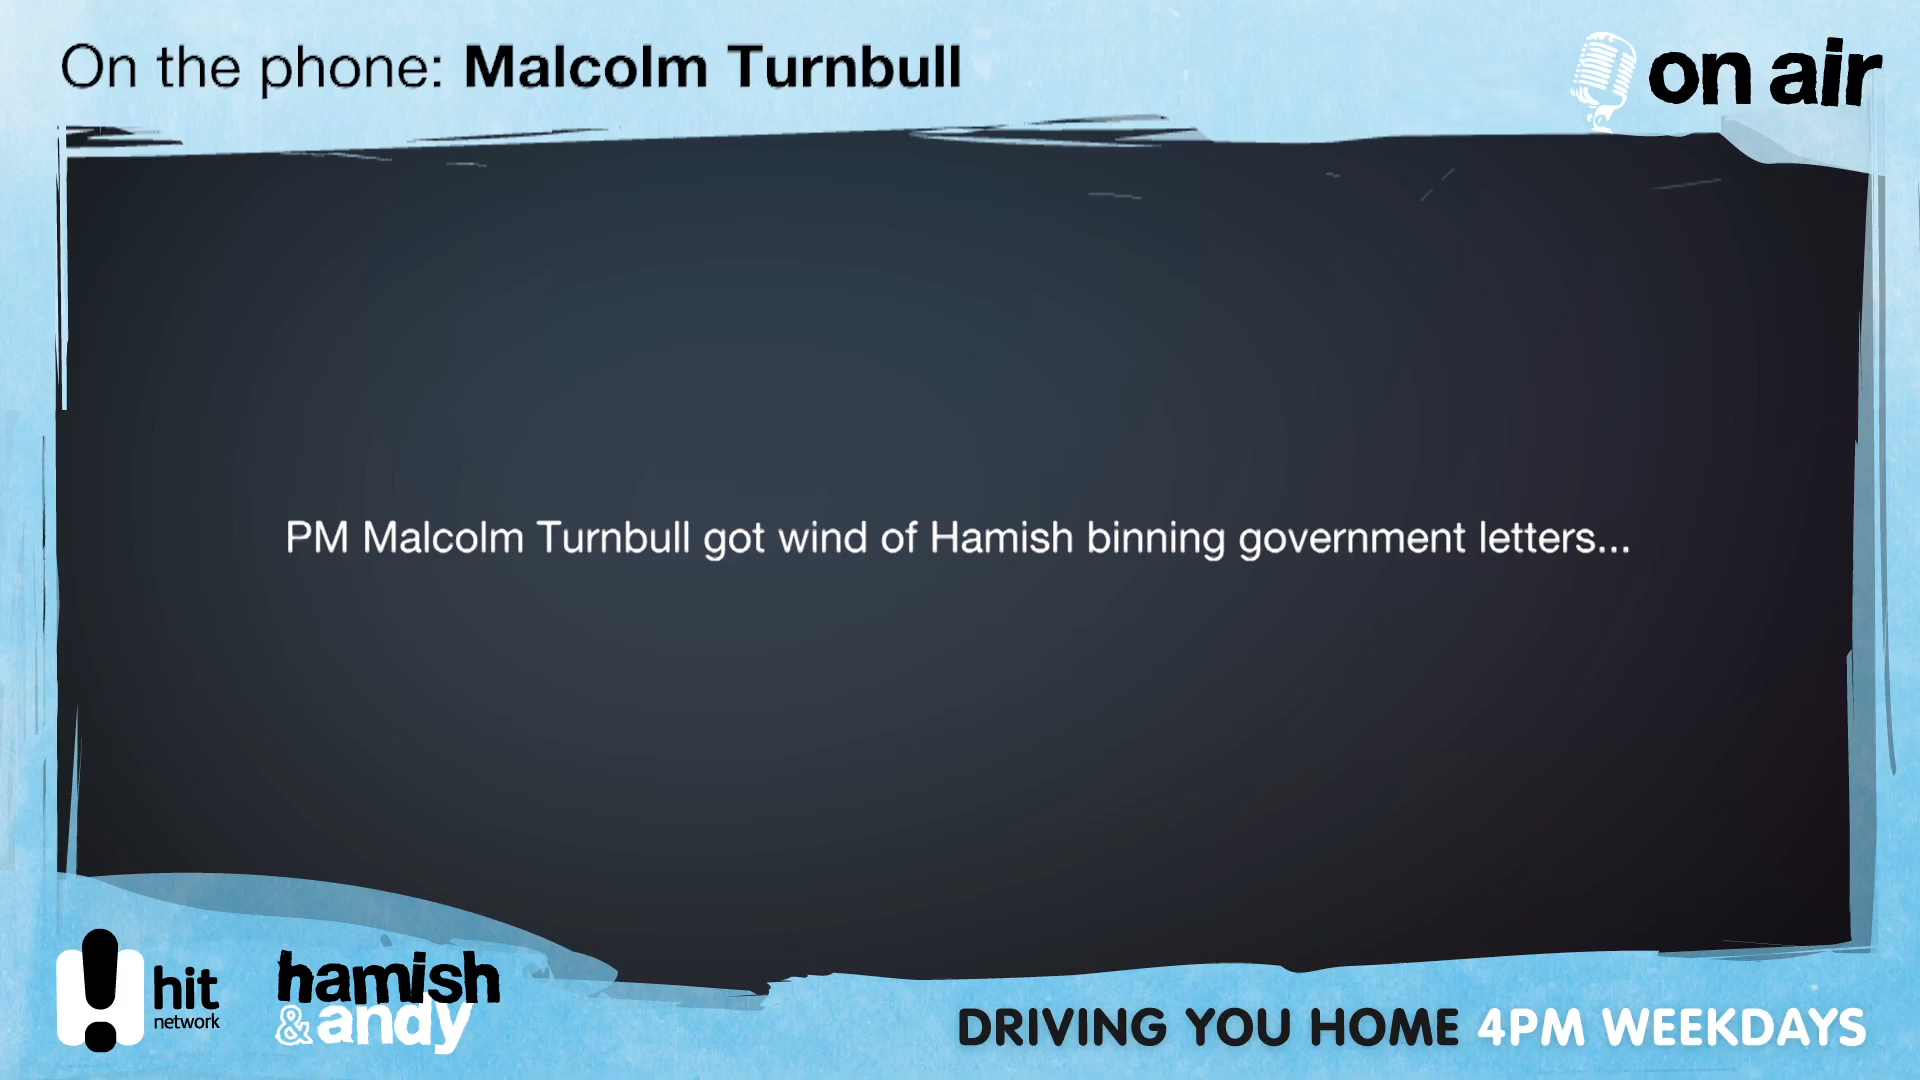 On the phone: Malcolm Turnbull
on air
PM Malcolm Turnbull got wind of Hamish binning government letters...
hit
network
hamish
&andy
DRIVING YOU HOME 4PM WEEKDAYS